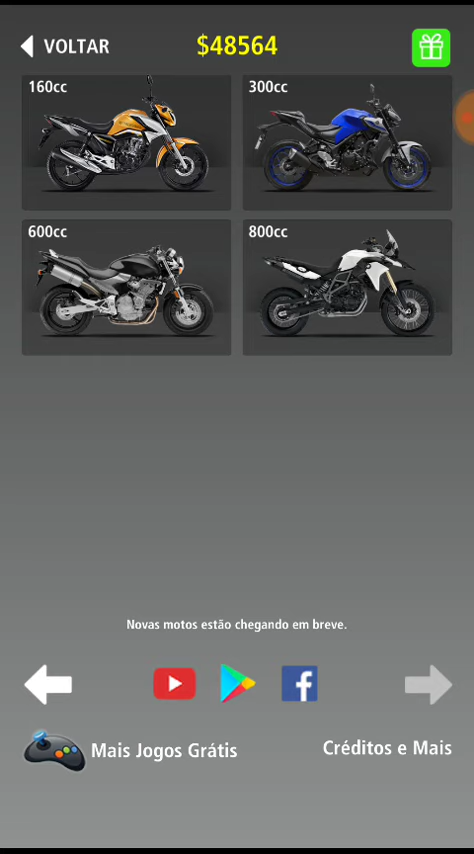 VOLTAR
$48564
160cc
300cc
600cc
800cc
Novas motos estão chegando em breve.
Mais Jogos Grátis
Créditos e Mais